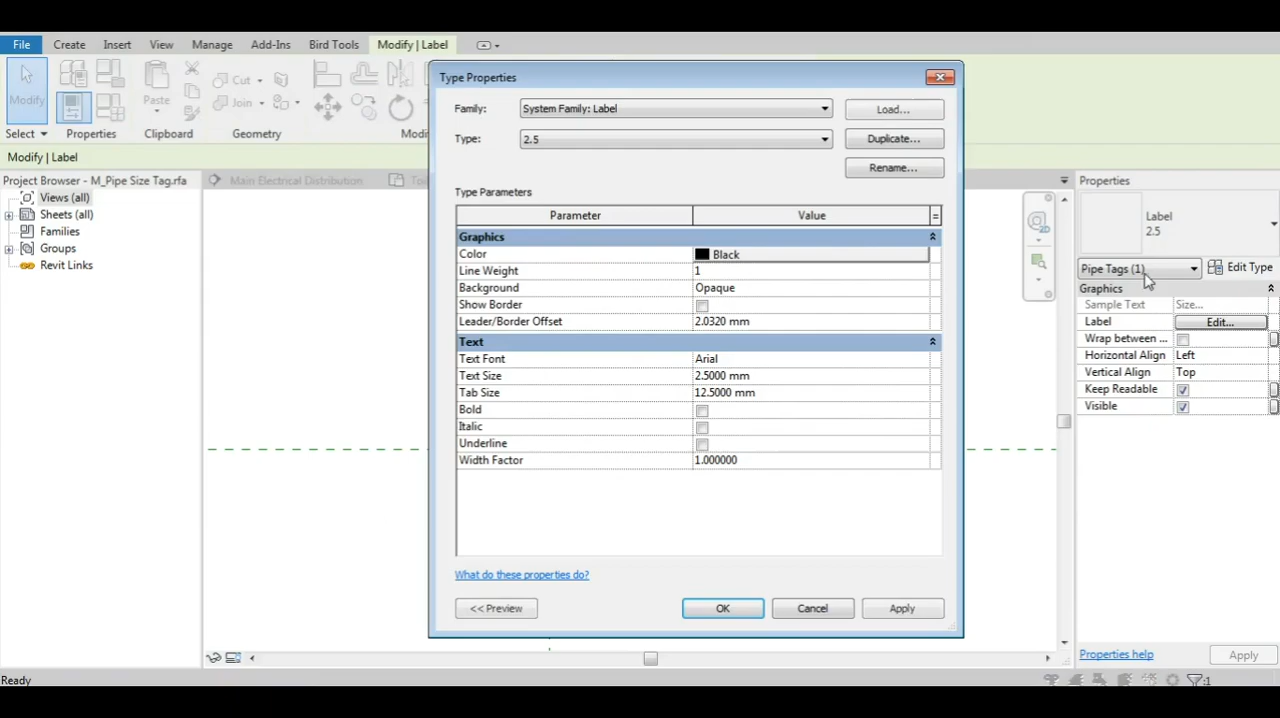 File Create Insert View Manage Add-Ins Bird Tools Modify | Label
Modify
Paste
Cut
Join
Select Properties Clipboard Geometry
Modify | Label
Project Browser - M_Pipe Size Tag.rfa
Views (all)
Sheets (all)
Families
Groups
Revit Links
Main Electrical Distribution
Type Properties
Family: System Family: Label Load...
Type: 2.5 Duplicate...
Rename...
Type Parameters
Parameter Value =
Graphics
Color Black
Line Weight 1
Background Opaque
Show Border
Leader/Border Offset 2.0320 mm
Text
Text Font Arial
Text Size 2.5000 mm
Tab Size 12.5000 mm
Bold
Italic
Underline
Width Factor 1.000000
What do these properties do?
<< Preview OK Cancel Apply
Properties
Label
2.5
Pipe Tags (1) Edit Type
Graphics
Sample Text Size...
Label Edit...
Wrap between ...
Horizontal Align Left
Vertical Align Top
Keep Readable
Visible
Properties help Apply
2D
Ready
:1